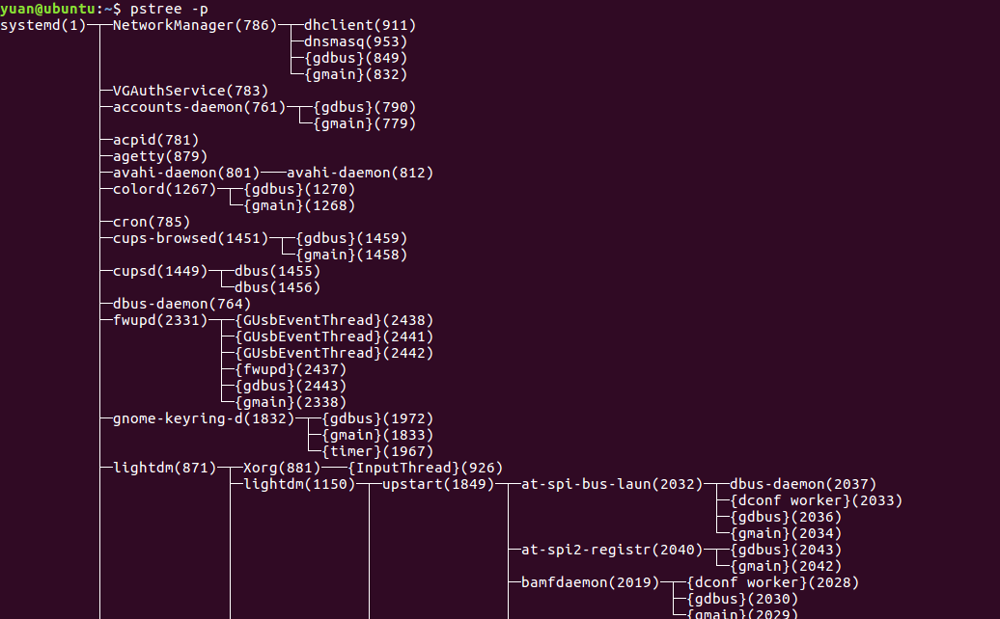 yuan@ubuntu:~$ pstree -p
systemd(1)─┬─NetworkManager(786)─┬─dhclient(911)
           │                     ├─dnsmasq(953)
           │                     ├─{gdbus}(849)
           │                     └─{gmain}(832)
           ├─VGAuthService(783)
           ├─accounts-daemon(761)─┬─{gdbus}(790)
           │                      └─{gmain}(779)
           ├─acpid(781)
           ├─agetty(879)
           ├─avahi-daemon(801)───avahi-daemon(812)
           ├─colord(1267)─┬─{gdbus}(1270)
           │              └─{gmain}(1268)
           ├─cron(785)
           ├─cups-browsed(1451)─┬─{gdbus}(1459)
           │                    └─{gmain}(1458)
           ├─cupsd(1449)─┬─dbus(1455)
           │             └─dbus(1456)
           ├─dbus-daemon(764)
           ├─fwupd(2331)─┬─{GUsbEventThread}(2438)
           │             ├─{GUsbEventThread}(2441)
           │             ├─{GUsbEventThread}(2442)
           │             ├─{fwupd}(2437)
           │             ├─{gdbus}(2443)
           │             └─{gmain}(2338)
           ├─gnome-keyring-d(1832)─┬─{gdbus}(1972)
           │                       ├─{gmain}(1833)
           │                       └─{timer}(1967)
           ├─lightdm(871)─┬─Xorg(881)───{InputThread}(926)
           │              ├─lightdm(1150)─┬─upstart(1849)─┬─at-spi-bus-laun(2032)─┬─dbus-daemon(2037)
           │              │               │               │                       ├─{dconf worker}(2033)
           │              │               │               │                       ├─{gdbus}(2036)
           │              │               │               │                       └─{gmain}(2034)
           │              │               │               ├─at-spi2-registr(2040)─┬─{gdbus}(2043)
           │              │               │               │                       └─{gmain}(2042)
           │              │               │               ├─bamfdaemon(2019)─┬─{dconf worker}(2028)
           │              │               │               │                  ├─{gdbus}(2030)
           │              │               │               │                  └─{gmain}(2029)